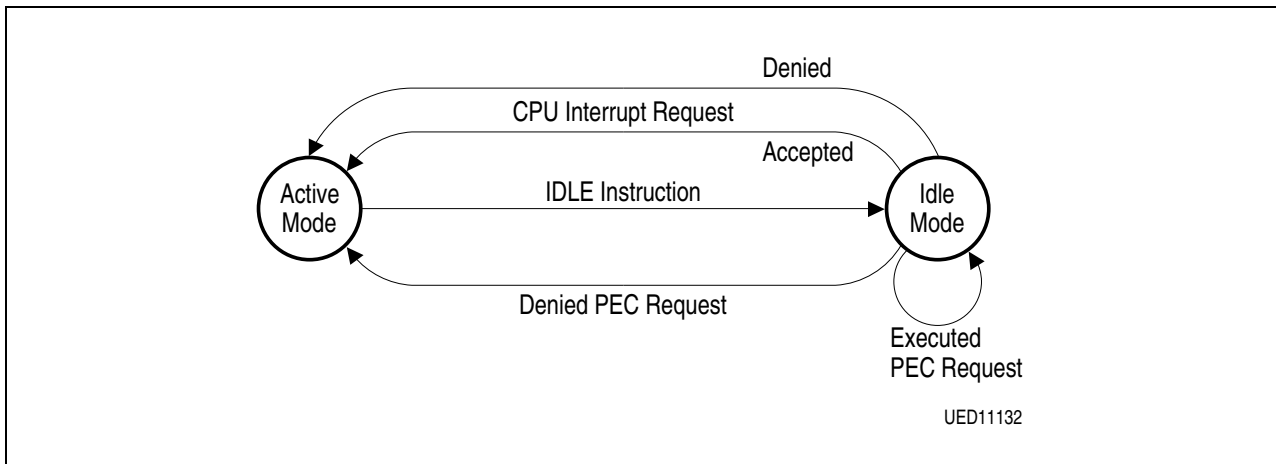 Denied
CPU Interrupt Request
Accepted
Active
Mode
IDLE Instruction
Idle
Mode
Denied PEC Request
Executed
PEC Request
UED11132